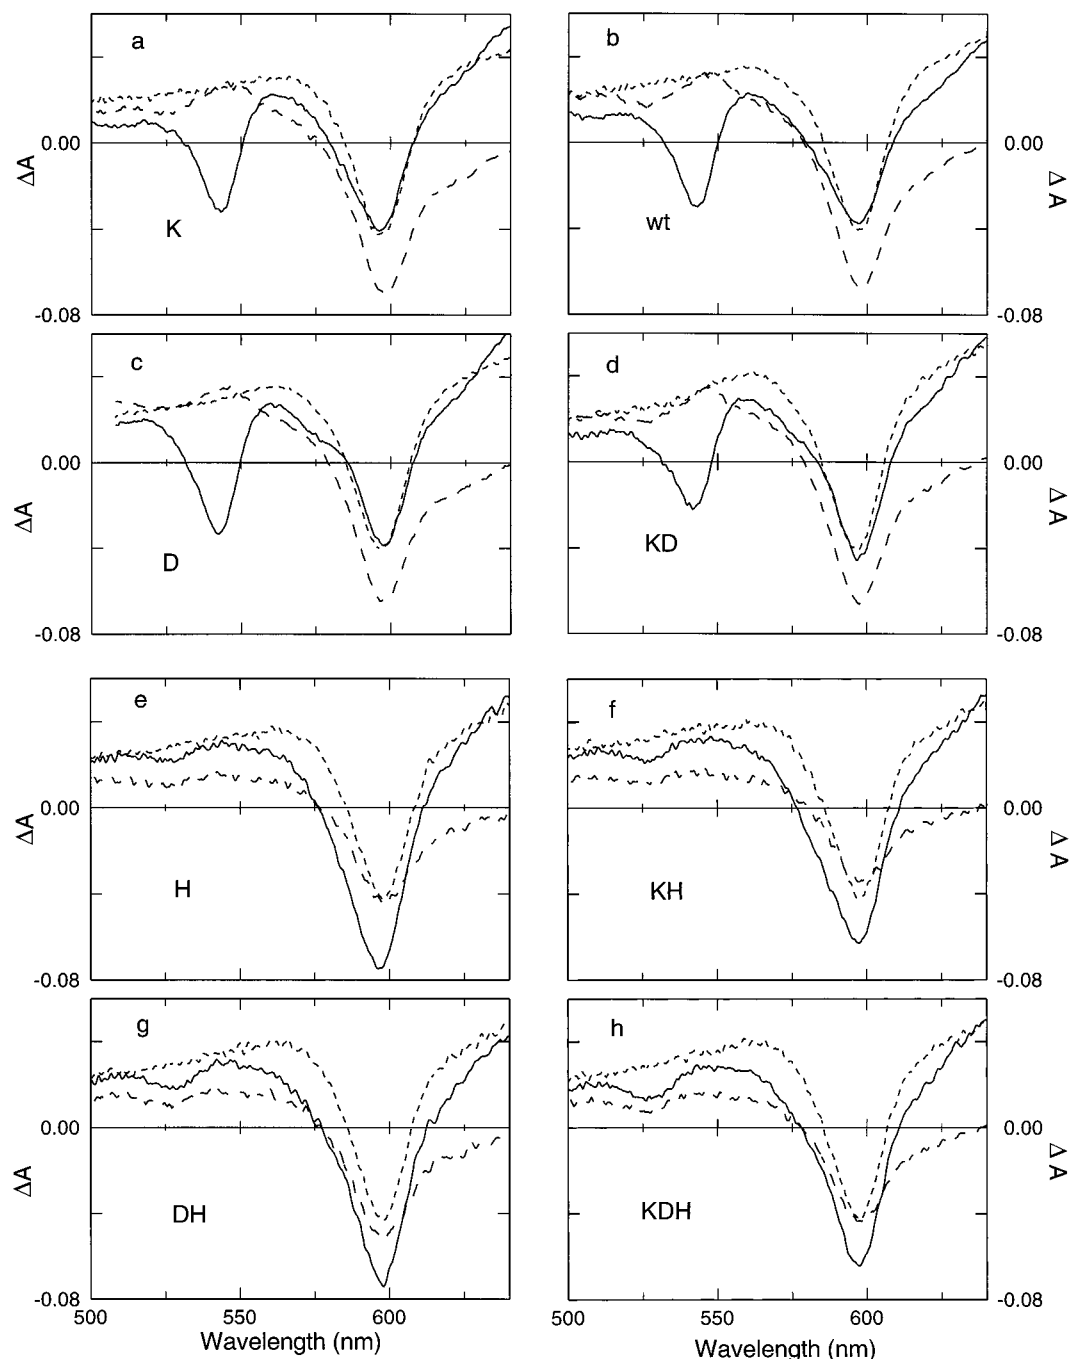 a
b
0.00
0.00
ΔA
ΔA
K
wt
-0.08
-0.08
c
d
0.00
0.00
ΔA
ΔA
D
KD
-0.08
-0.08
e
f
0.00
0.00
ΔA
ΔA
H
KH
-0.08
-0.08
g
h
0.00
0.00
ΔA
ΔA
DH
KDH
-0.08
-0.08
500
550
600
500
550
600
Wavelength (nm)
Wavelength (nm)